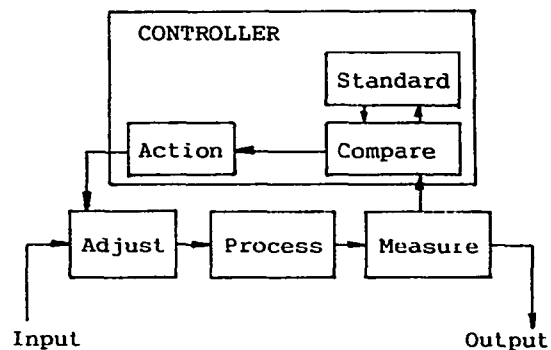 CONTROLLER
Standard
Action
Compare
Adjust
Process
Measure
Input
Output